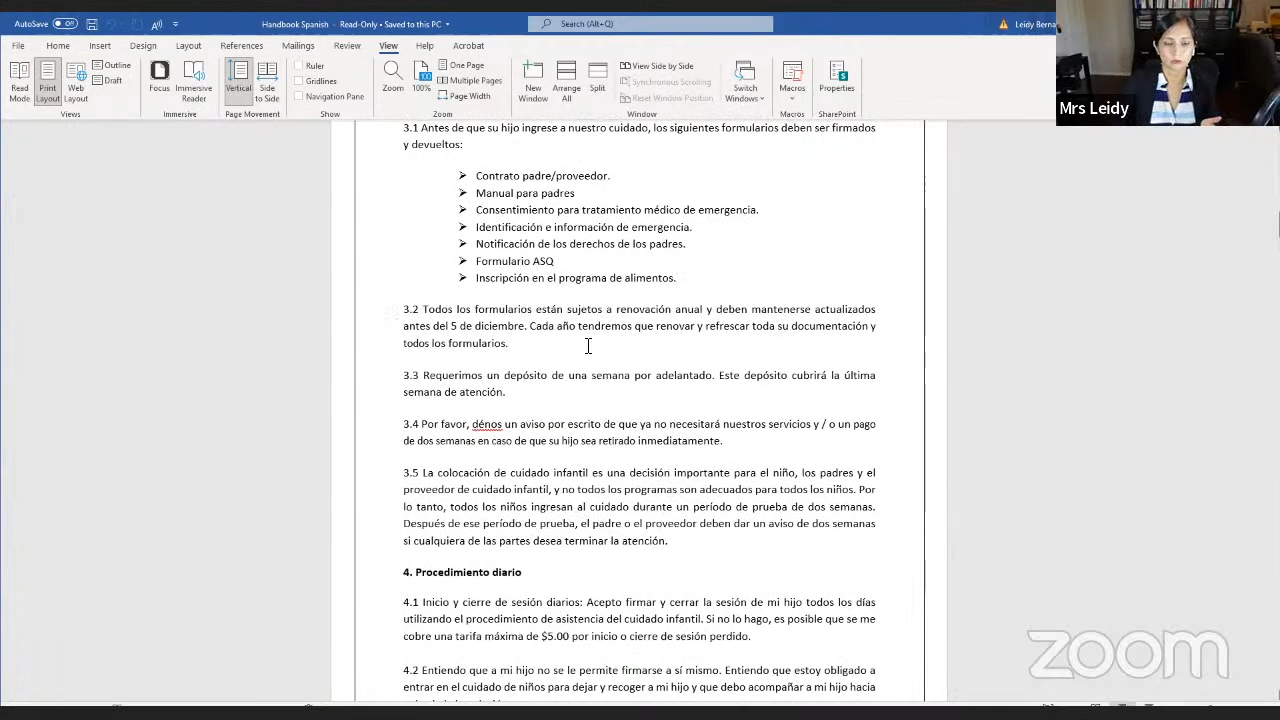 AutoSave Off Handbook Spanish - Read-Only • Saved to this PC Search (Alt+Q) Leidy Berna
File Home Insert Design Layout References Mailings Review View Help Acrobat
Read Mode Print Layout Web Layout Outline Draft Focus Immersive Reader Vertical Side to Side Ruler Gridlines Navigation Pane Zoom 100% One Page Multiple Pages Page Width New Window Arrange All Split View Side by Side Synchronous Scrolling Reset Window Position Switch Windows Macros Properties
Views Immersive Page Movement Show Zoom Window Macros SharePoint
Mrs Leidy
3.1 Antes de que su hijo ingrese a nuestro cuidado, los siguientes formularios deben ser firmados
y devueltos:
➢ Contrato padre/proveedor.
➢ Manual para padres
➢ Consentimiento para tratamiento médico de emergencia.
➢ Identificación e información de emergencia.
➢ Notificación de los derechos de los padres.
➢ Formulario ASQ
➢ Inscripción en el programa de alimentos.
3.2 Todos los formularios están sujetos a renovación anual y deben mantenerse actualizados
antes del 5 de diciembre. Cada año tendremos que renovar y refrescar toda su documentación y
todos los formularios.
3.3 Requerimos un depósito de una semana por adelantado. Este depósito cubrirá la última
semana de atención.
3.4 Por favor, dénos un aviso por escrito de que ya no necesitará nuestros servicios y / o un pago
de dos semanas en caso de que su hijo sea retirado inmediatamente.
3.5 La colocación de cuidado infantil es una decisión importante para el niño, los padres y el
proveedor de cuidado infantil, y no todos los programas son adecuados para todos los niños. Por
lo tanto, todos los niños ingresan al cuidado durante un período de prueba de dos semanas.
Después de ese período de prueba, el padre o el proveedor deben dar un aviso de dos semanas
si cualquiera de las partes desea terminar la atención.
4. Procedimiento diario
4.1 Inicio y cierre de sesión diarios: Acepto firmar y cerrar la sesión de mi hijo todos los días
utilizando el procedimiento de asistencia del cuidado infantil. Si no lo hago, es posible que se me
cobre una tarifa máxima de $5.00 por inicio o cierre de sesión perdido.
4.2 Entiendo que a mi hijo no se le permite firmarse a sí mismo. Entiendo que estoy obligado a
entrar en el cuidado de niños para dejar y recoger a mi hijo y que debo acompañar a mi hijo hacia
zoom